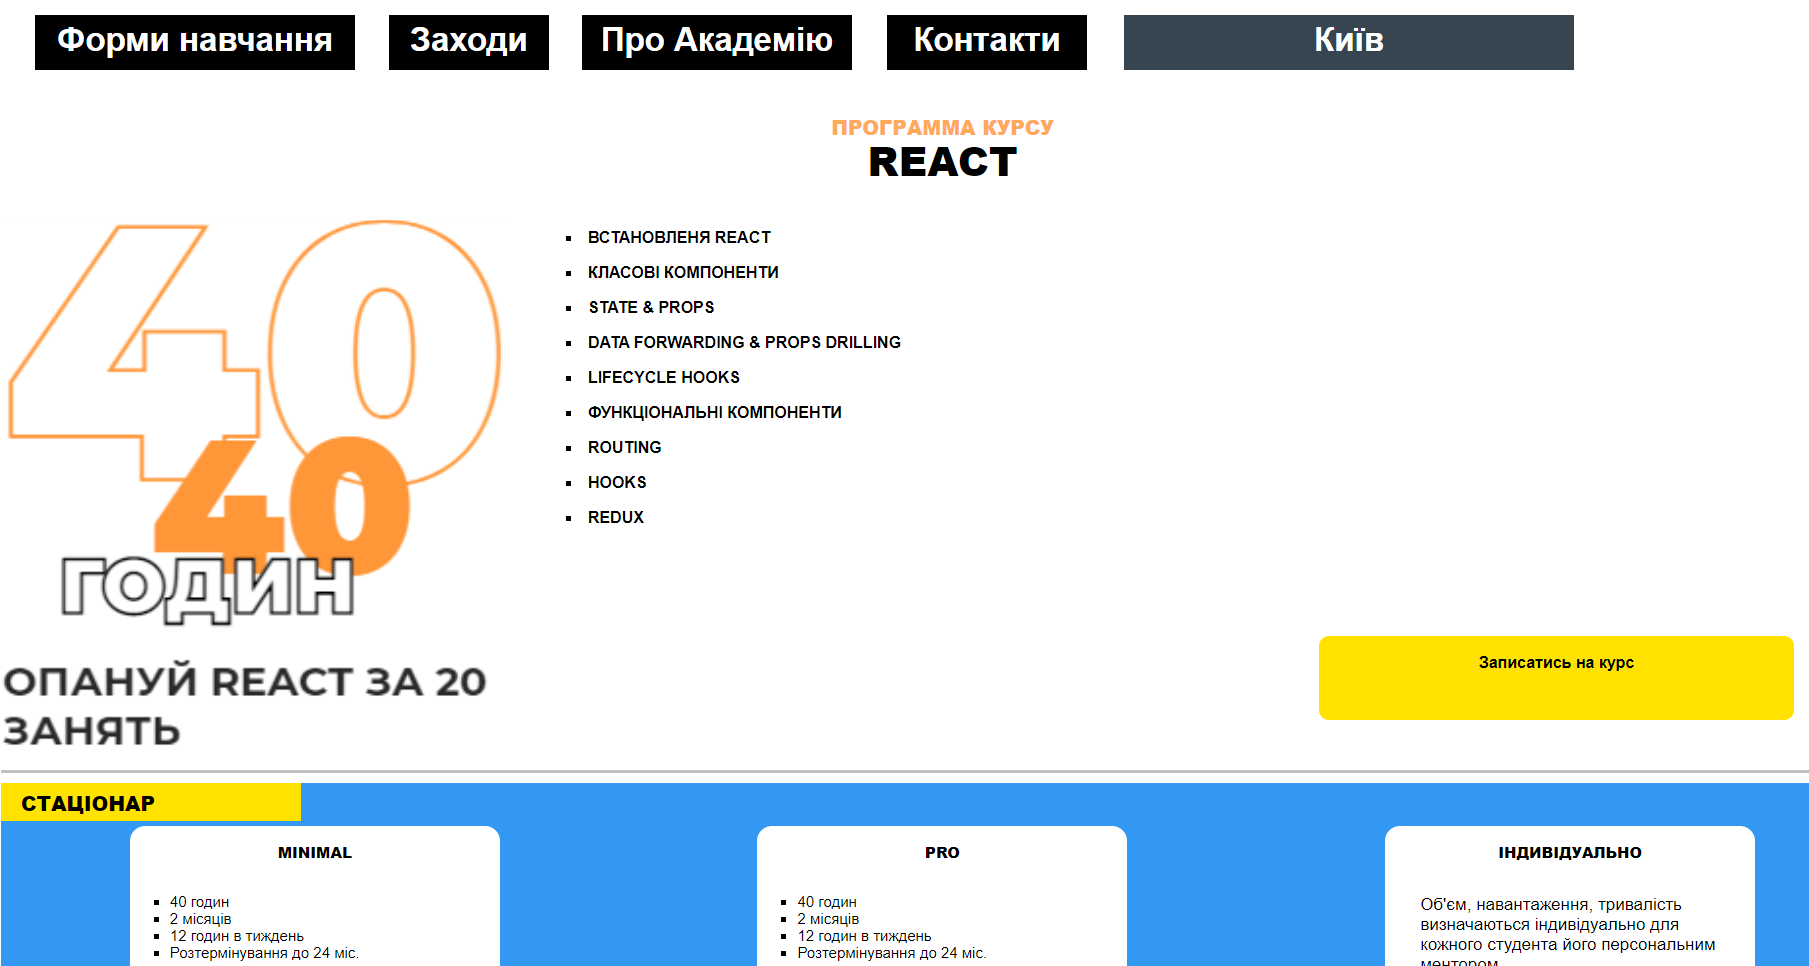 Форми навчання
Заходи
Про Академію
Контакти
Київ
ПРОГРАММА КУРСУ
REACT
40
40
ГОДИН
ОПАНУЙ REACT ЗА 20
ЗАНЯТЬ
ВСТАНОВЛЕНЯ REACT
КЛАСОВІ КОМПОНЕНТИ
STATE & PROPS
DATA FORWARDING & PROPS DRILLING
LIFECYCLE HOOKS
ФУНКЦІОНАЛЬНІ КОМПОНЕНТИ
ROUTING
HOOKS
REDUX
Записатись на курс
СТАЦІОНАР
MINIMAL
40 годин
2 місяців
12 годин в тиждень
Розтермінування до 24 міс.
PRO
40 годин
2 місяців
12 годин в тиждень
Розтермінування до 24 міс.
ІНДИВІДУАЛЬНО
Об'єм, навантаження, тривалість
визначаються індивідуально для
кожного студента його персональним
ментором